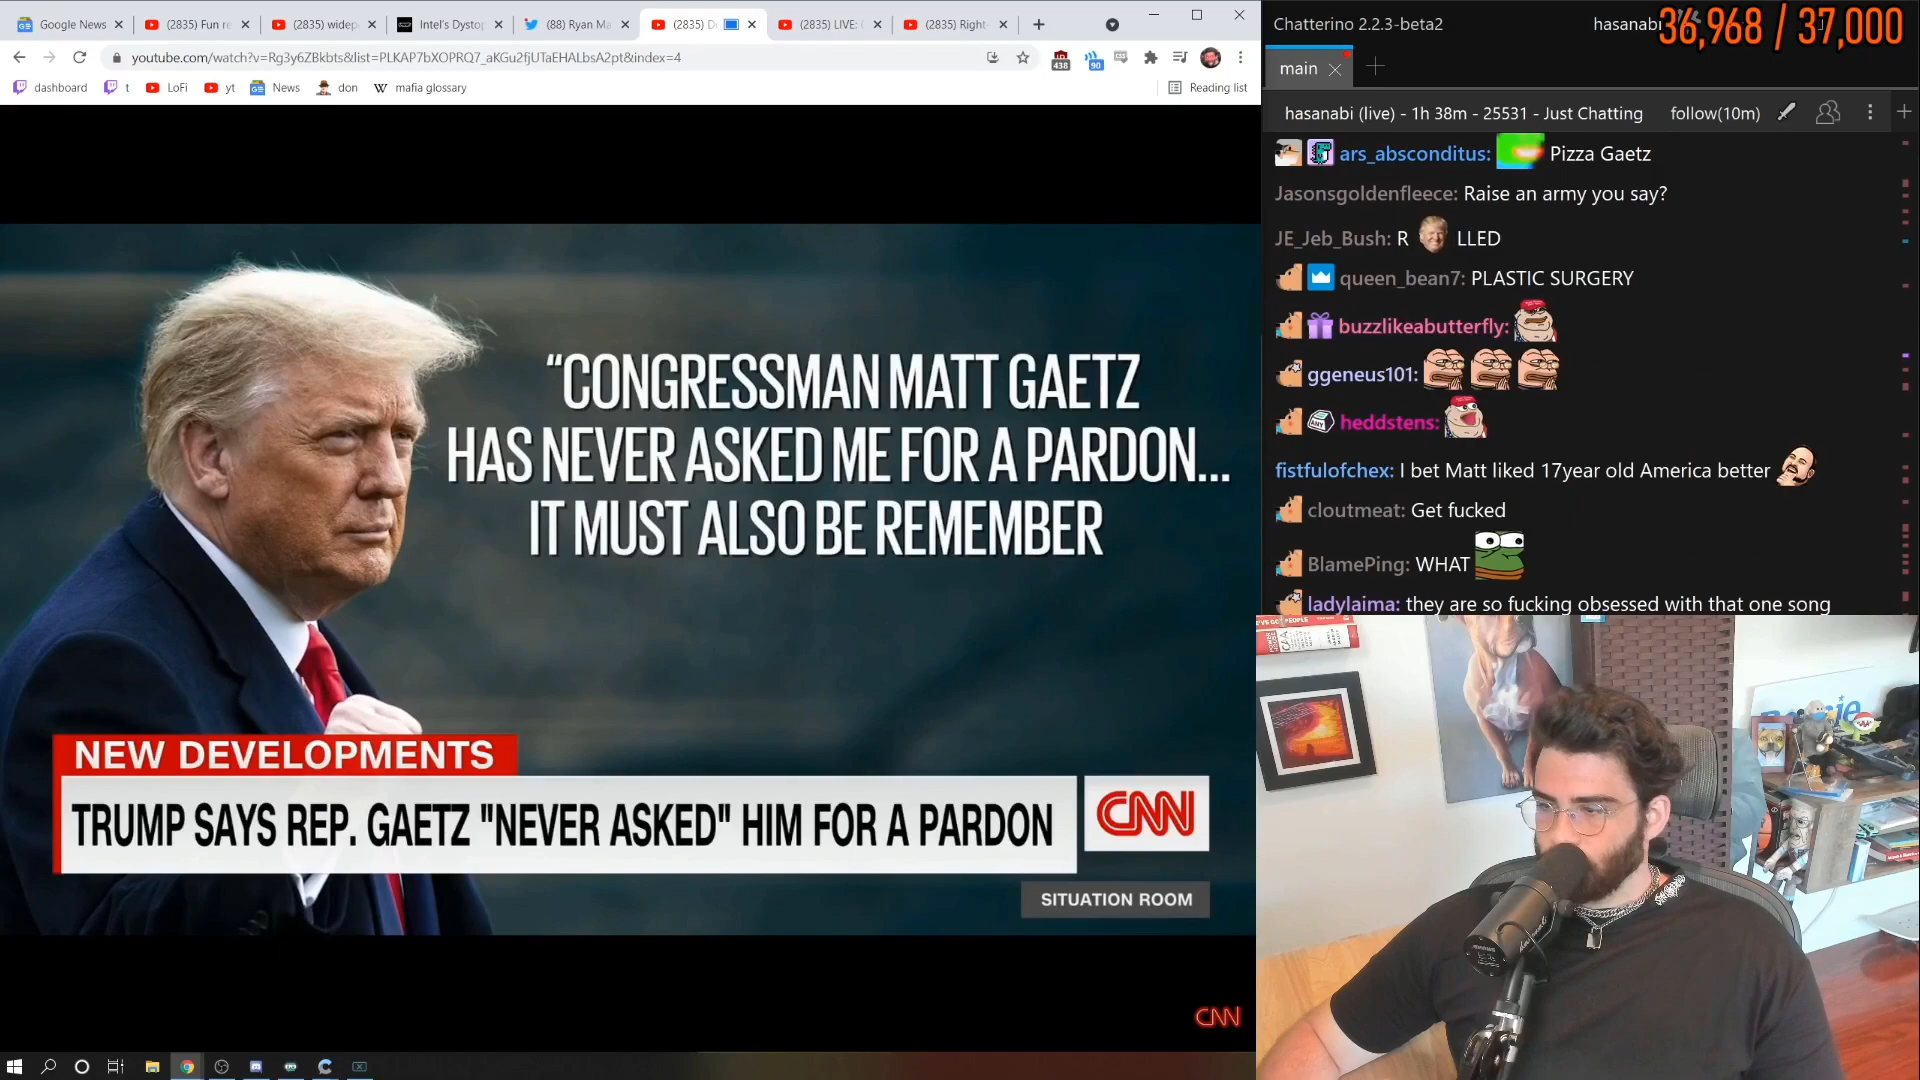 Google News
(2835) Fun re
(2835) widep
Intel's Dystop
(88) Ryan Ma
(2835) D
(2835) LIVE:
(2835) Right-
youtube.com/watch?v=Rg3y6ZBkbts&list=PLKAP7bXOPRQ7_aKGu2fjUTaEHALbsA2pt&index=4
438
90
dashboard
t
LoFi
yt
News
don
mafia glossary
Reading list
"CONGRESSMAN MATT GAETZ
HAS NEVER ASKED ME FOR A PARDON...
IT MUST ALSO BE REMEMBER
NEW DEVELOPMENTS
TRUMP SAYS REP. GAETZ "NEVER ASKED" HIM FOR A PARDON
CNN
SITUATION ROOM
CNN
Chatterino 2.2.3-beta2
hasanabi
36,968 / 37,000
main
hasanabi (live) - 1h 38m - 25531 - Just Chatting
follow(10m)
ars_absconditus: Pizza Gaetz
Jasonsgoldenfleece: Raise an army you say?
JE_Jeb_Bush: R LLED
queen_bean7: PLASTIC SURGERY
buzzlikeabutterfly:
ggeneus101:
ANY heddstens:
fistfulofchex: I bet Matt liked 17year old America better
cloutmeat: Get fucked
BlamePing: WHAT
ladylaima: they are so fucking obsessed with that one song